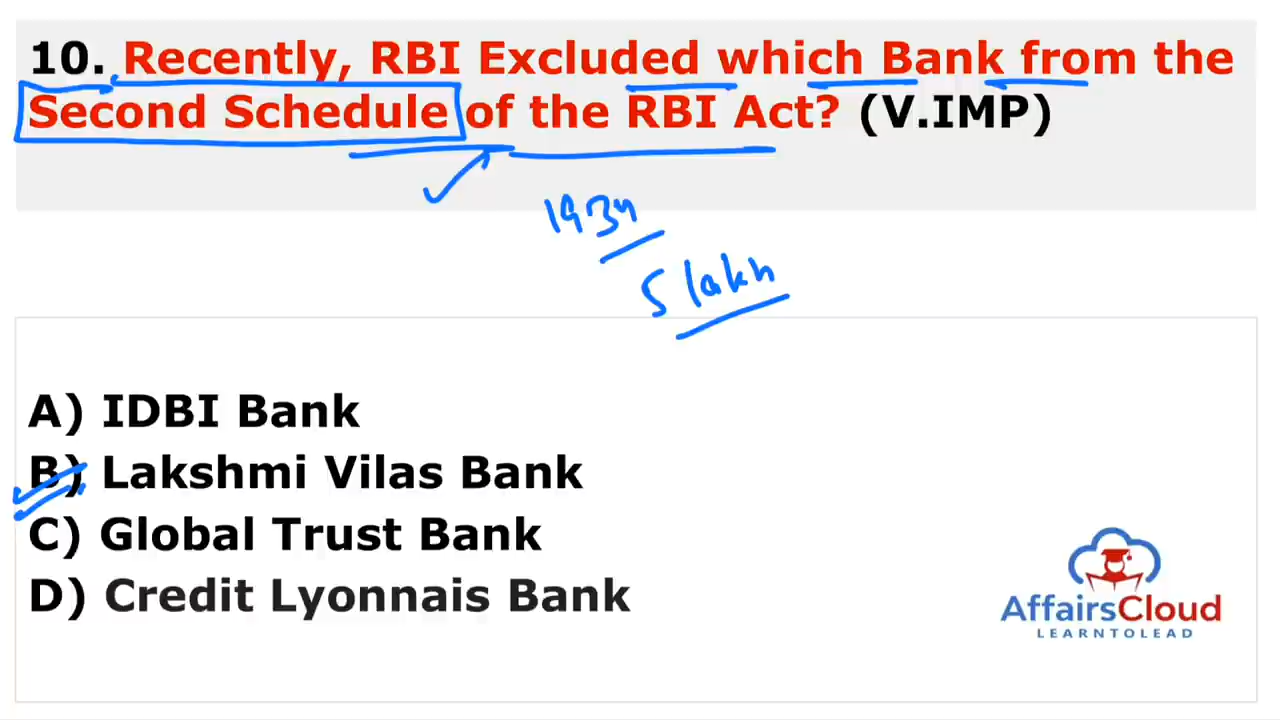 10. Recently, RBI Excluded which Bank from the
Second Schedule of the RBI Act? (V.IMP)
1934
5 lakh
A) IDBI Bank
B) Lakshmi Vilas Bank
C) Global Trust Bank
D) Credit Lyonnais Bank
AffairsCloud
LEARNTOLEAD